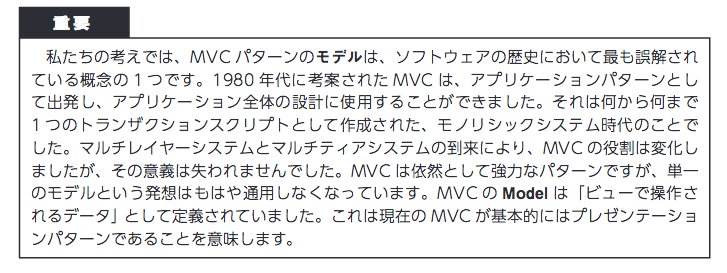 重要
私たちの考えでは、MVC パターンのモデルは、ソフトウェアの歴史において最も誤解され
ている概念の 1 つです。1980 年代に考案された MVC は、アプリケーションパターンとし
て出発し、アプリケーション全体の設計に使用することができました。それは何から何まで
1 つのトランザクションスクリプトとして作成された、モノリシックシステム時代のことで
した。マルチレイヤーシステムとマルチティアシステムの到来により、MVC の役割は変化し
ましたが、その意義は失われませんでした。MVC は依然として強力なパターンですが、単一
のモデルという発想はもはや通用しなくなっています。MVC の Model は「ビューで操作さ
れるデータ」として定義されていました。これは現在の MVC が基本的にはプレゼンテーショ
ンパターンであることを意味します。